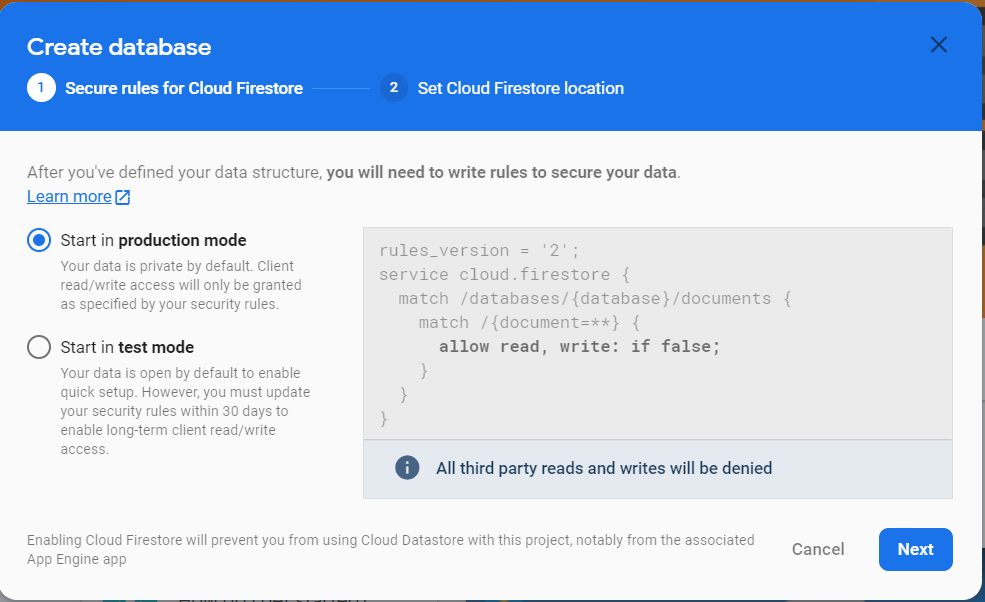 Create database
1 Secure rules for Cloud Firestore 2 Set Cloud Firestore location
After you've defined your data structure, you will need to write rules to secure your data.
Learn more
Start in production mode
Your data is private by default. Client
read/write access will only be granted
as specified by your security rules.
Start in test mode
Your data is open by default to enable
quick setup. However, you must update
your security rules within 30 days to
enable long-term client read/write
access.
rules_version = '2';
service cloud.firestore {
  match /databases/{database}/documents {
    match /{document=**} {
      allow read, write: if false;
    }
  }
}
All third party reads and writes will be denied
Enabling Cloud Firestore will prevent you from using Cloud Datastore with this project, notably from the associated
App Engine app
Cancel
Next